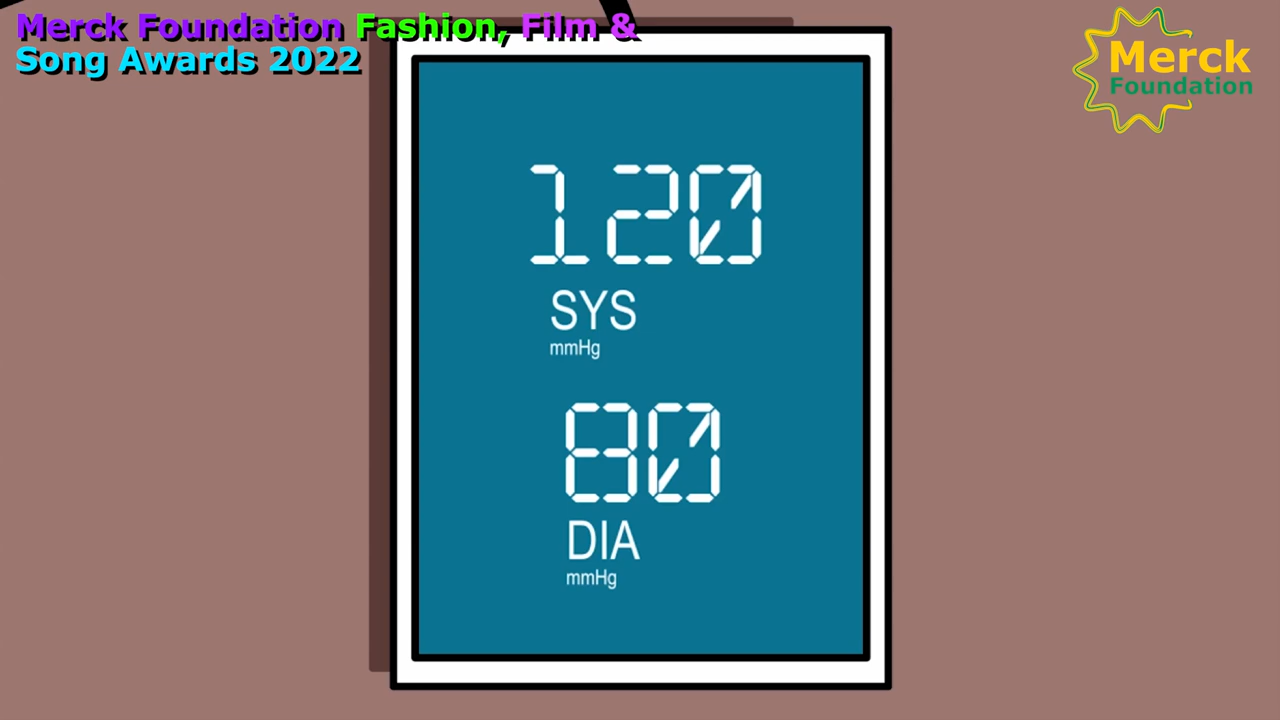 Merck Foundation Fashion, Film &
Song Awards 2022
Merck
Foundation
120
SYS
mmHg
80
DIA
mmHg